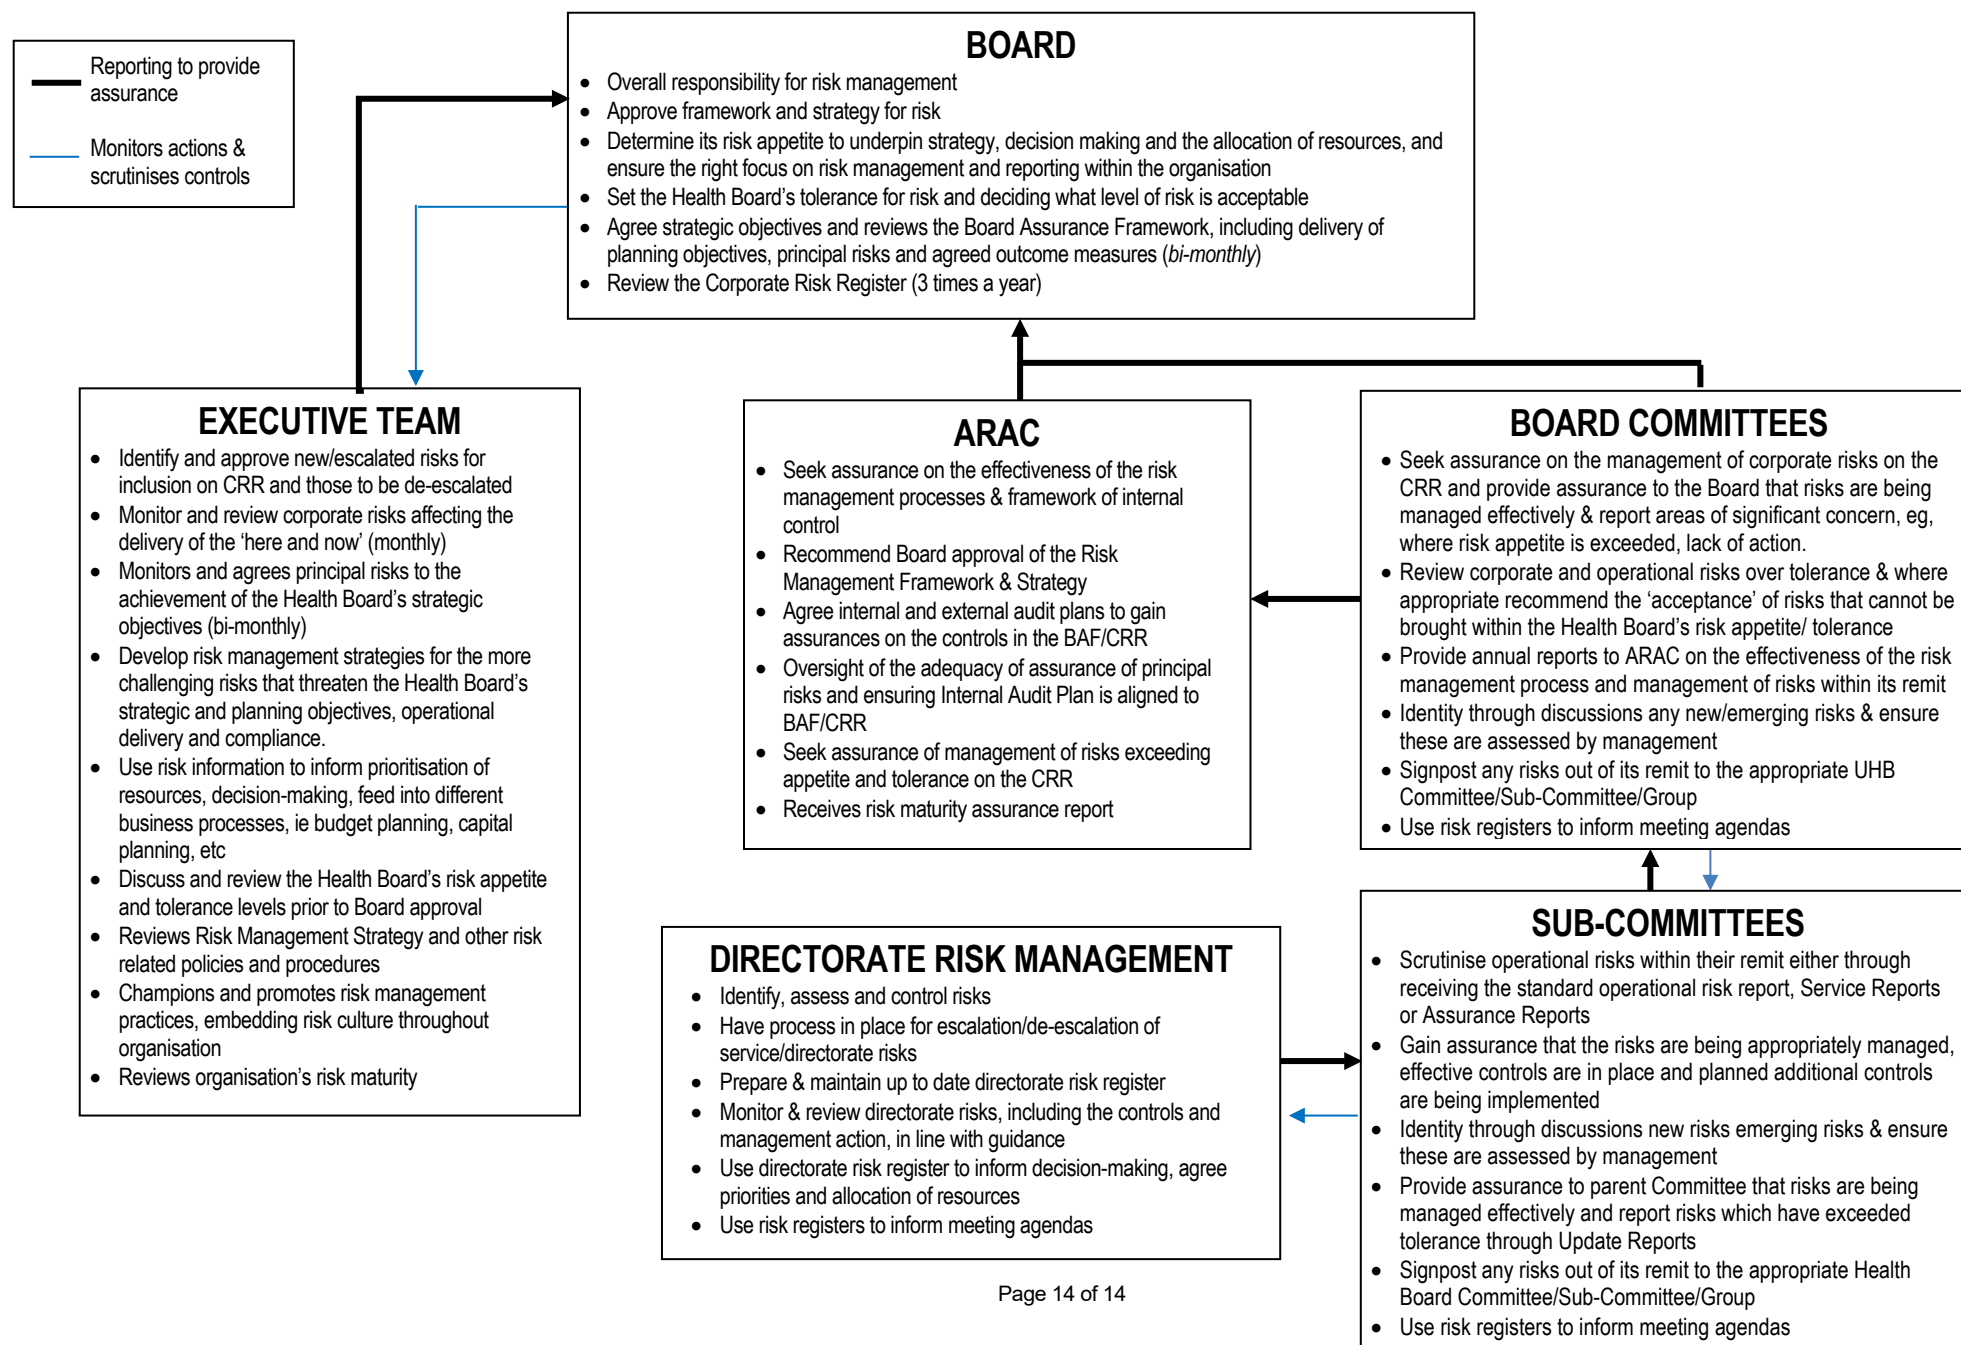 Reporting to provide
assurance
Monitors actions &
scrutinises controls
BOARD
• Overall responsibility for risk management
• Approve framework and strategy for risk
• Determine its risk appetite to underpin strategy, decision making and the allocation of resources, and
ensure the right focus on risk management and reporting within the organisation
• Set the Health Board’s tolerance for risk and deciding what level of risk is acceptable
• Agree strategic objectives and reviews the Board Assurance Framework, including delivery of
planning objectives, principal risks and agreed outcome measures (bi-monthly)
• Review the Corporate Risk Register (3 times a year)
EXECUTIVE TEAM
• Identify and approve new/escalated risks for
inclusion on CRR and those to be de-escalated
• Monitor and review corporate risks affecting the
delivery of the ‘here and now’ (monthly)
• Monitors and agrees principal risks to the
achievement of the Health Board’s strategic
objectives (bi-monthly)
• Develop risk management strategies for the more
challenging risks that threaten the Health Board’s
strategic and planning objectives, operational
delivery and compliance.
• Use risk information to inform prioritisation of
resources, decision-making, feed into different
business processes, ie budget planning, capital
planning, etc
• Discuss and review the Health Board’s risk appetite
and tolerance levels prior to Board approval
• Reviews Risk Management Strategy and other risk
related policies and procedures
• Champions and promotes risk management
practices, embedding risk culture throughout
organisation
• Reviews organisation’s risk maturity
ARAC
• Seek assurance on the effectiveness of the risk
management processes & framework of internal
control
• Recommend Board approval of the Risk
Management Framework & Strategy
• Agree internal and external audit plans to gain
assurances on the controls in the BAF/CRR
• Oversight of the adequacy of assurance of principal
risks and ensuring Internal Audit Plan is aligned to
BAF/CRR
• Seek assurance of management of risks exceeding
appetite and tolerance on the CRR
• Receives risk maturity assurance report
BOARD COMMITTEES
• Seek assurance on the management of corporate risks on the
CRR and provide assurance to the Board that risks are being
managed effectively & report areas of significant concern, eg,
where risk appetite is exceeded, lack of action.
• Review corporate and operational risks over tolerance & where
appropriate recommend the ‘acceptance’ of risks that cannot be
brought within the Health Board’s risk appetite/ tolerance
• Provide annual reports to ARAC on the effectiveness of the risk
management process and management of risks within its remit
• Identity through discussions any new/emerging risks & ensure
these are assessed by management
• Signpost any risks out of its remit to the appropriate UHB
Committee/Sub-Committee/Group
• Use risk registers to inform meeting agendas
DIRECTORATE RISK MANAGEMENT
• Identify, assess and control risks
• Have process in place for escalation/de-escalation of
service/directorate risks
• Prepare & maintain up to date directorate risk register
• Monitor & review directorate risks, including the controls and
management action, in line with guidance
• Use directorate risk register to inform decision-making, agree
priorities and allocation of resources
• Use risk registers to inform meeting agendas
SUB-COMMITTEES
• Scrutinise operational risks within their remit either through
receiving the standard operational risk report, Service Reports
or Assurance Reports
• Gain assurance that the risks are being appropriately managed,
effective controls are in place and planned additional controls
are being implemented
• Identity through discussions new risks emerging risks & ensure
these are assessed by management
• Provide assurance to parent Committee that risks are being
managed effectively and report risks which have exceeded
tolerance through Update Reports
• Signpost any risks out of its remit to the appropriate Health
Board Committee/Sub-Committee/Group
• Use risk registers to inform meeting agendas
Page 14 of 14